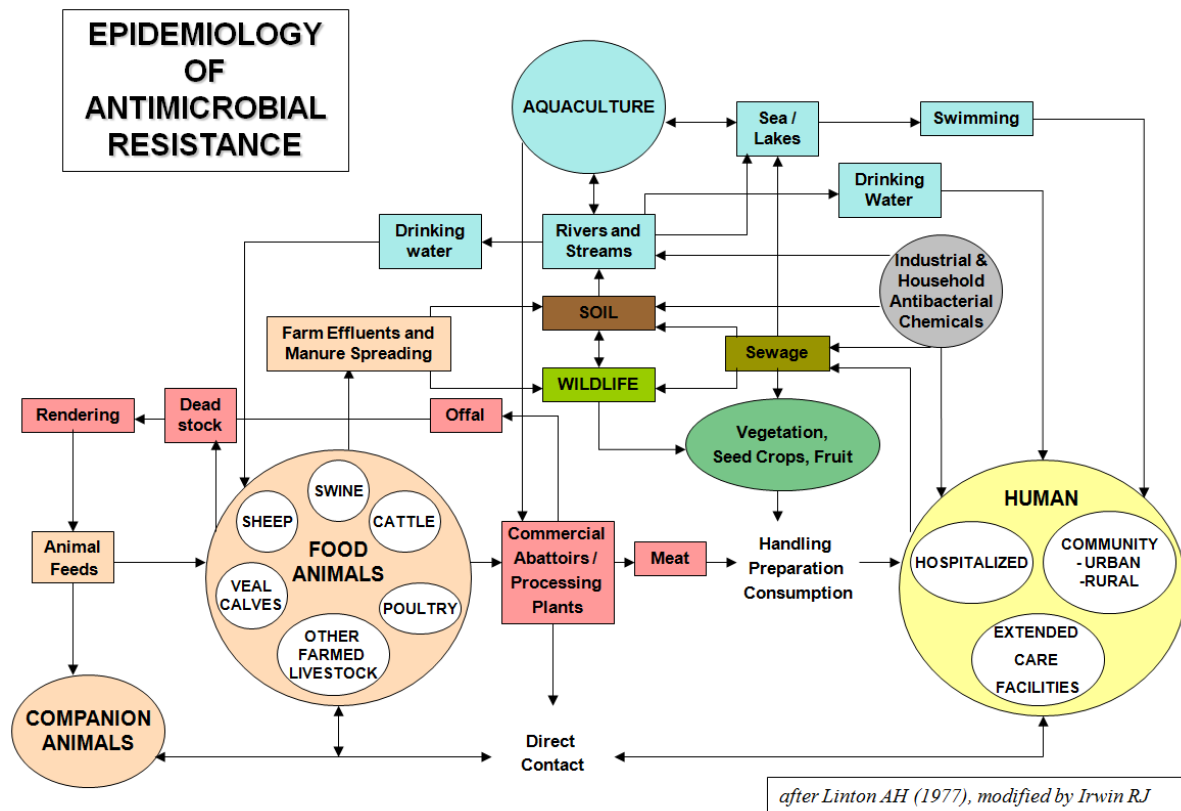 EPIDEMIOLOGY
OF
ANTIMICROBIAL
RESISTANCE
AQUACULTURE
Sea /
Lakes
Swimming
Drinking
Water
Drinking
water
Rivers and
Streams
Industrial &
Household
Antibacterial
Chemicals
SOIL
Farm Effluents and
Manure Spreading
Sewage
WILDLIFE
Rendering
Dead
stock
Offal
Vegetation,
Seed Crops, Fruit
SWINE
SHEEP
CATTLE
FOOD
ANIMALS
VEAL
CALVES
POULTRY
OTHER
FARMED
LIVESTOCK
Animal
Feeds
Commercial
Abattoirs /
Processing
Plants
Meat
Handling
Preparation
Consumption
HUMAN
HOSPITALIZED
COMMUNITY
- URBAN
-RURAL
EXTENDED
CARE
FACILITIES
COMPANION
ANIMALS
Direct
Contact
after Linton AH (1977), modified by Irwin RJ